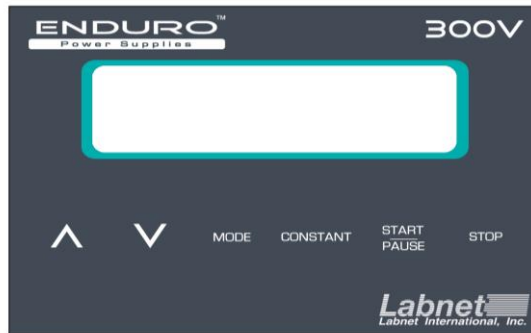 ENDURO™
Power Supplies
300V
MODE
CONSTANT
START
PAUSE
STOP
Labnet
Labnet International, Inc.